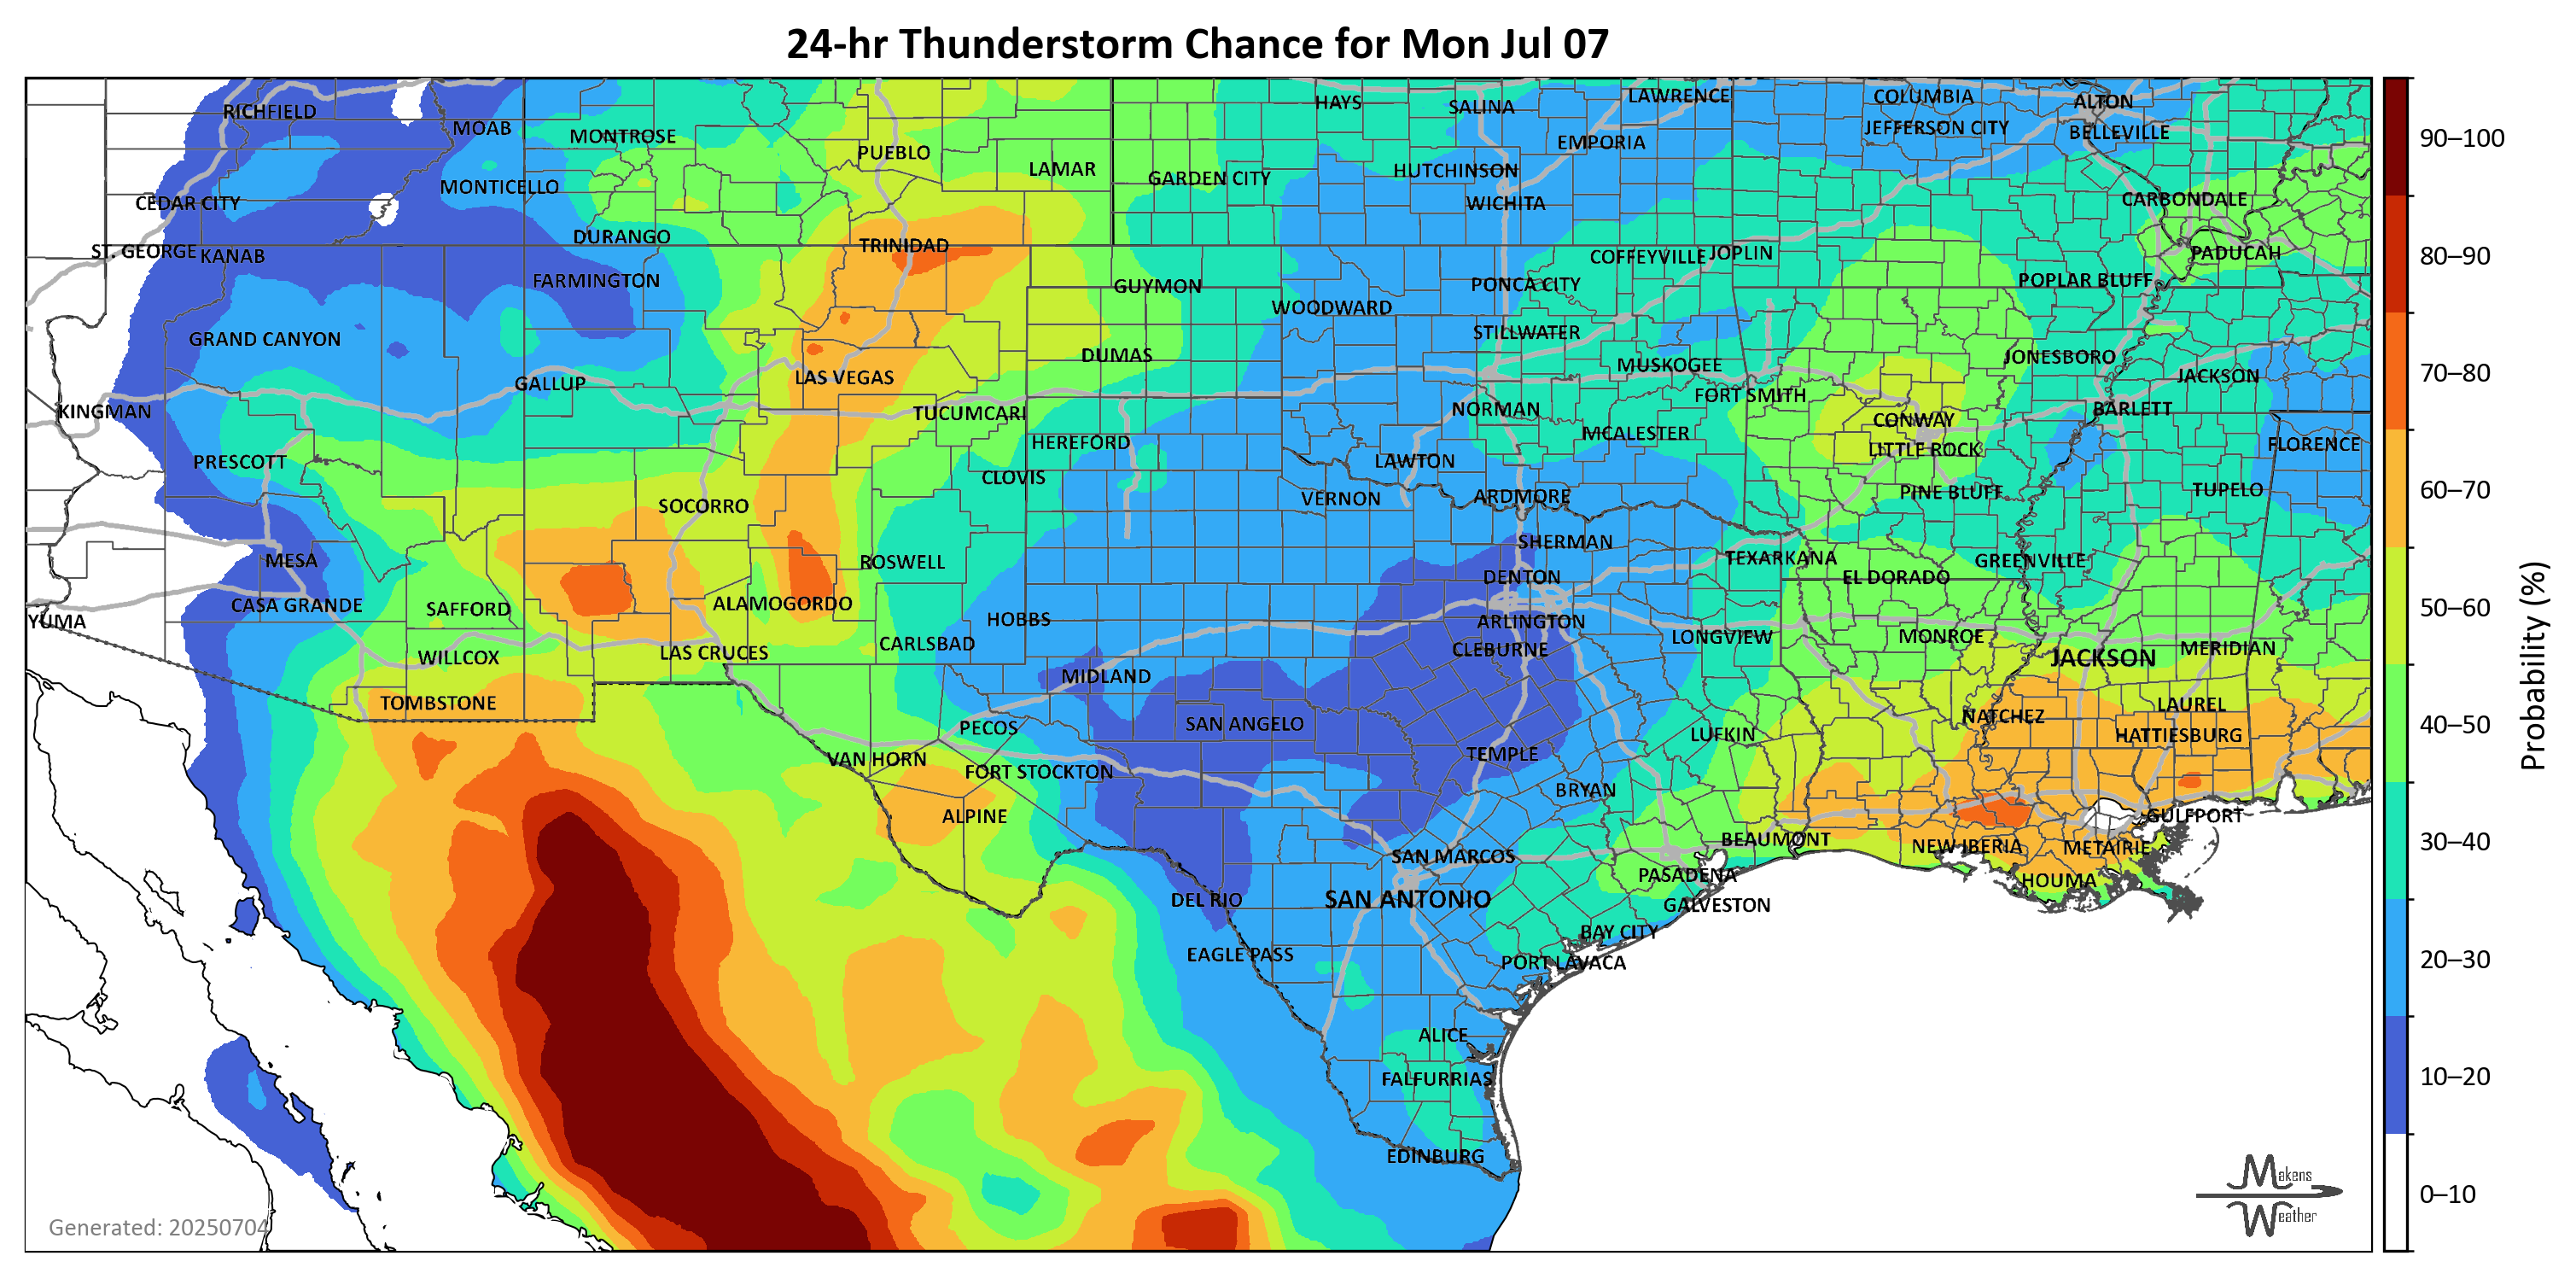 24-hr Thunderstorm Chance for Mon Jul 07
RICHFIELD
MOAB
MONTROSE
PUEBLO
LAMAR
GARDEN CITY
HAYS
SALINA
LAWRENCE
COLUMBIA
ALTON
JEFFERSON CITY
BELLEVILLE
EMPORIA
HUTCHINSON
MONTICELLO
CEDAR CITY
WICHITA
CARBONDALE
DURANGO
TRINIDAD
ST. GEORGE
KANAB
COFFEYVILLE
JOPLIN
PADUCAH
FARMINGTON
GUYMON
PONCA CITY
POPLAR BLUFF
WOODWARD
GRAND CANYON
STILLWATER
DUMAS
JONESBORO
MUSKOGEE
GALLUP
LAS VEGAS
JACKSON
FORT SMITH
KINGMAN
TUCUMCARI
NORMAN
BARLETT
CONWAY
HEREFORD
MCALESTER
LITTLE ROCK
FLORENCE
PRESCOTT
CLOVIS
LAWTON
SOCORRO
VERNON
ARDMORE
PINE BLUFF
TUPELO
MESA
ROSWELL
SHERMAN
TEXARKANA
GREENVILLE
DENTON
EL DORADO
CASA GRANDE
SAFFORD
ALAMOGORDO
YUMA
HOBBS
ARLINGTON
CARLSBAD
CLEBURNE
LONGVIEW
MONROE
WILLCOX
LAS CRUCES
JACKSON
MERIDIAN
MIDLAND
TOMBSTONE
PECOS
SAN ANGELO
NATCHEZ
LAUREL
LUFKIN
HATTIESBURG
VAN HORN
FORT STOCKTON
TEMPLE
BRYAN
ALPINE
GULFPORT
BEAUMONT
NEW IBERIA
METAIRIE
SAN MARCOS
PASADENA
HOUMA
DEL RIO
SAN ANTONIO
GALVESTON
BAY CITY
EAGLE PASS
PORT LAVACA
ALICE
FALFURRIAS
EDINBURG
Generated: 20250704
Makens
Weather
90–100
80–90
70–80
60–70
50–60
40–50
30–40
20–30
10–20
0–10
Probability (%)